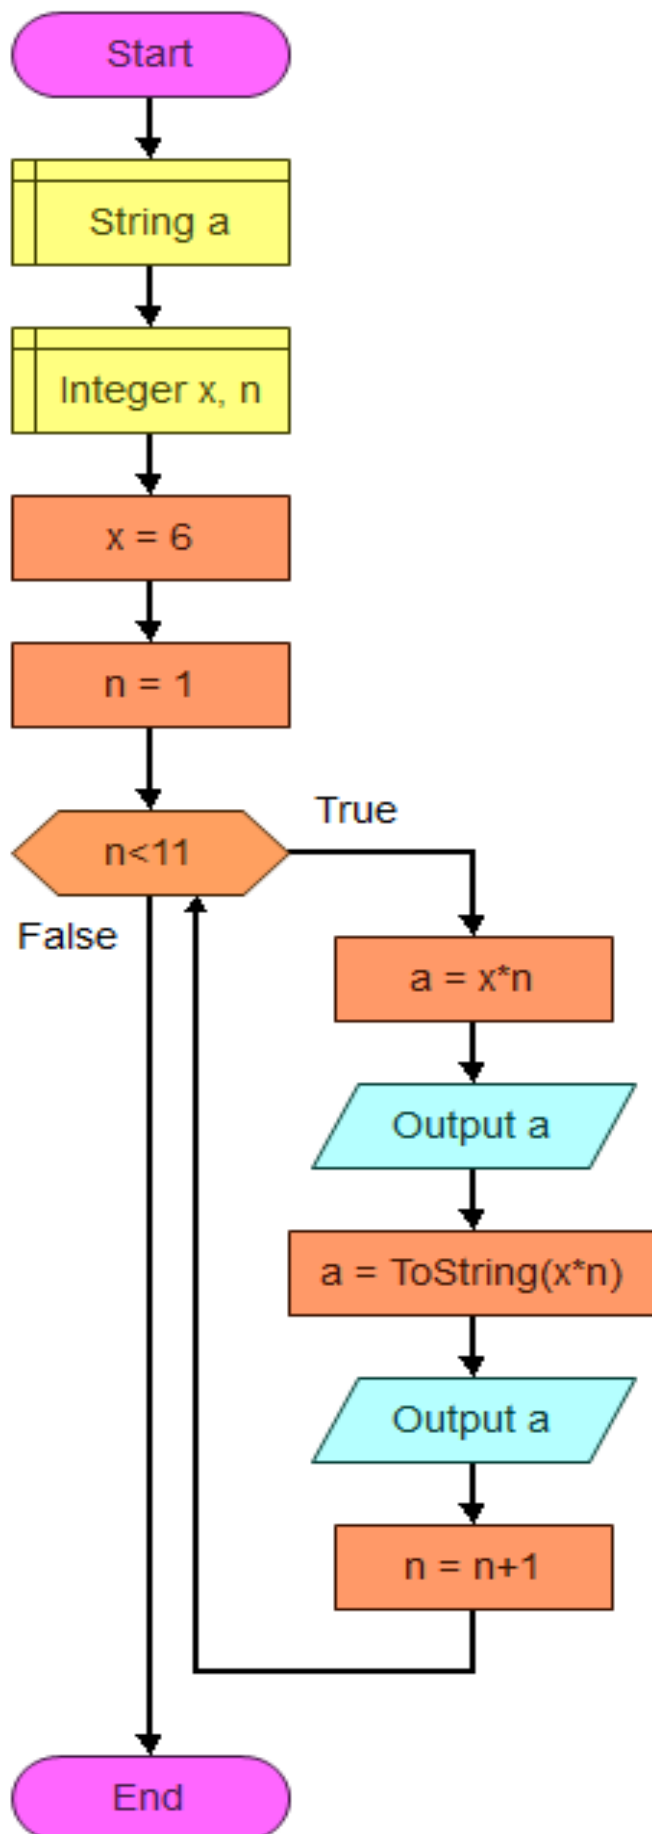 Start
String a
Integer x, n
x = 6
n = 1
n<11
True
False
a = x*n
Output a
a = ToString(x*n)
Output a
n = n+1
End